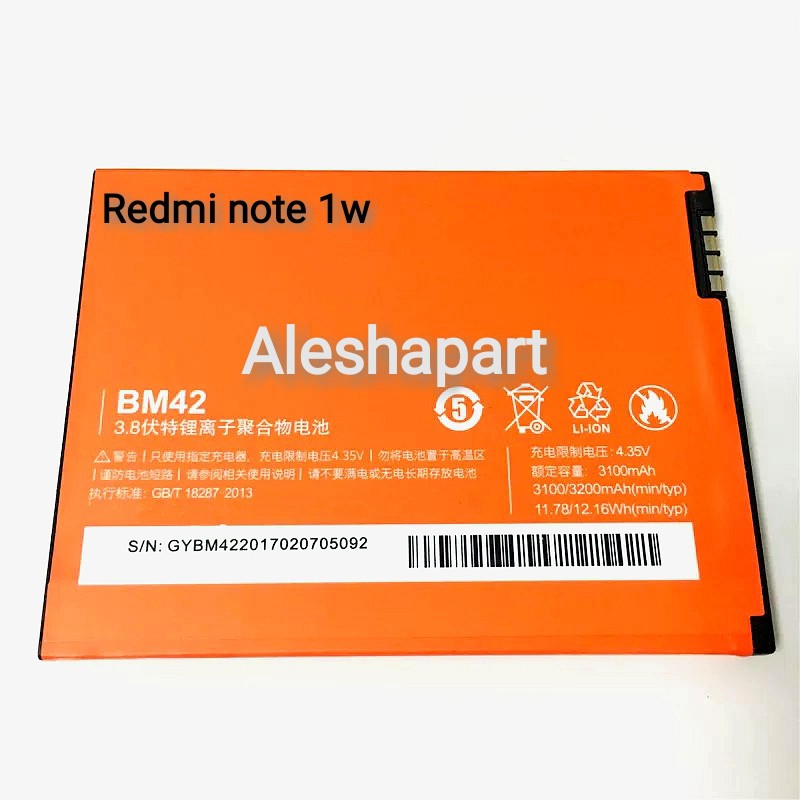 Redmi note 1w
Aleshapart
BM42
3.8伏特锂离子聚合物电池
5
LI-ION
警告|只使用指定充电器，充电限制电压4.35V|勿将电池置于高温区
|谨防电池短路|请参阅相关使用说明|请不要满电或无电长期存放电池
执行标准: GB/T 18287-2013
充电限制电压: 4.35V
额定容量: 3100mAh
3100/3200mAh(min/typ)
11.78/12.16Wh(min/typ)
S/N: GYBM422017020705092